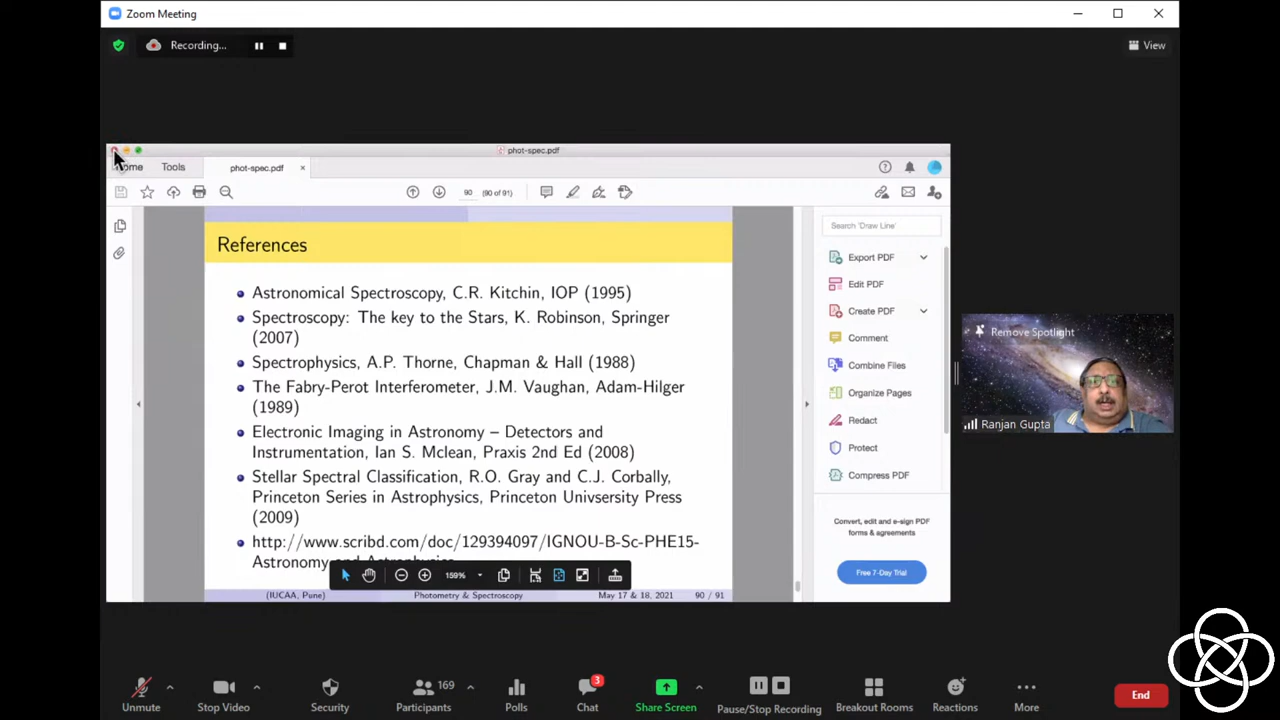 Zoom Meeting
Recording...
View
phot-spec.pdf
Home
Tools
phot-spec.pdf
90 (90 of 91)
Search 'Draw Line'
References
Astronomical Spectroscopy, C.R. Kitchin, IOP (1995)
Spectroscopy: The key to the Stars, K. Robinson, Springer
(2007)
Spectrophysics, A.P. Thorne, Chapman & Hall (1988)
The Fabry-Perot Interferometer, J.M. Vaughan, Adam-Hilger
(1989)
Electronic Imaging in Astronomy – Detectors and
Instrumentation, Ian S. Mclean, Praxis 2nd Ed (2008)
Stellar Spectral Classification, R.O. Gray and C.J. Corbally,
Princeton Series in Astrophysics, Princeton Univsersity Press
(2009)
http://www.scribd.com/doc/129394097/IGNOU-B-Sc-PHE15-
Astronomy and Astrophysics
159%
(IUCAA, Pune)
Photometry & Spectroscopy
May 17 & 18, 2021
90 / 91
Export PDF
Edit PDF
Create PDF
Comment
Combine Files
Organize Pages
Redact
Protect
Compress PDF
Convert, edit and e-sign PDF
forms & agreements
Free 7-Day Trial
Remove Spotlight
Ranjan Gupta
Unmute
Stop Video
Security
Participants
169
Polls
Chat
3
Share Screen
Pause/Stop Recording
Breakout Rooms
Reactions
More
End